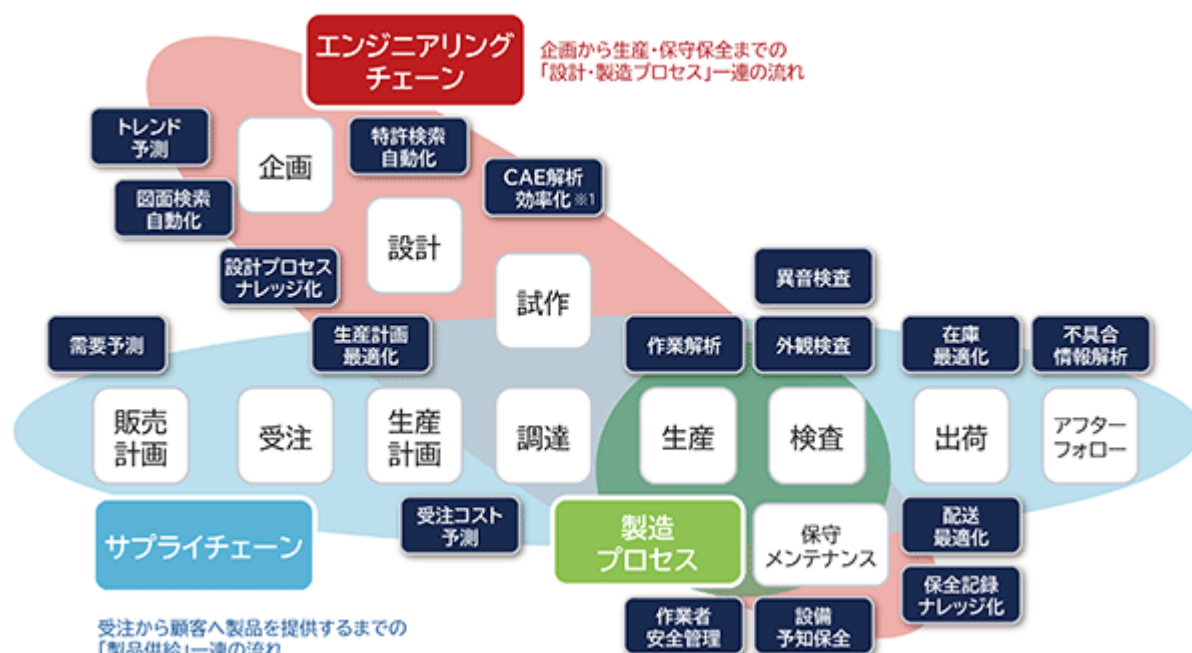 エンジニアリング
チェーン
企画から生産・保守保全までの
「設計・製造プロセス」一連の流れ
トレンド
予測
企画
特許検索
自動化
CAE解析
効率化※1
図面検索
自動化
設計
設計プロセス
ナレッジ化
試作
異音検査
需要予測
生産計画
最適化
作業解析
外観検査
在庫
最適化
不具合
情報解析
販売
計画
受注
生産
計画
調達
生産
検査
出荷
アフター
フォロー
サプライチェーン
受注コスト
予測
製造
プロセス
保守
メンテナンス
配送
最適化
保全記録
ナレッジ化
作業者
安全管理
設備
予知保全
受注から顧客へ製品を提供するまでの
「製品供給」一連の流れ